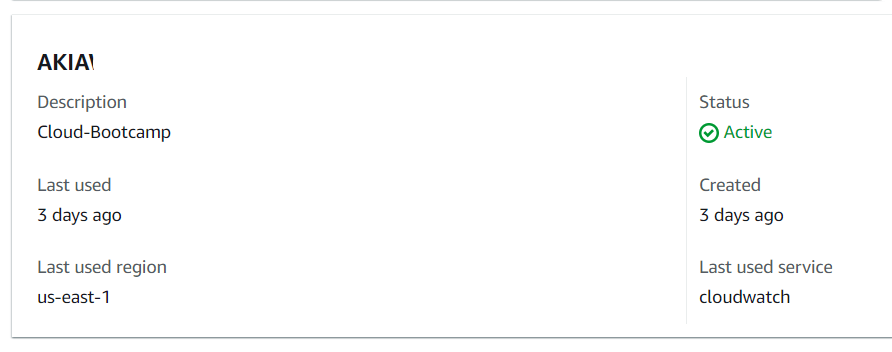 AKIA
Description
Cloud-Bootcamp
Status
Active
Last used
3 days ago
Created
3 days ago
Last used region
us-east-1
Last used service
cloudwatch